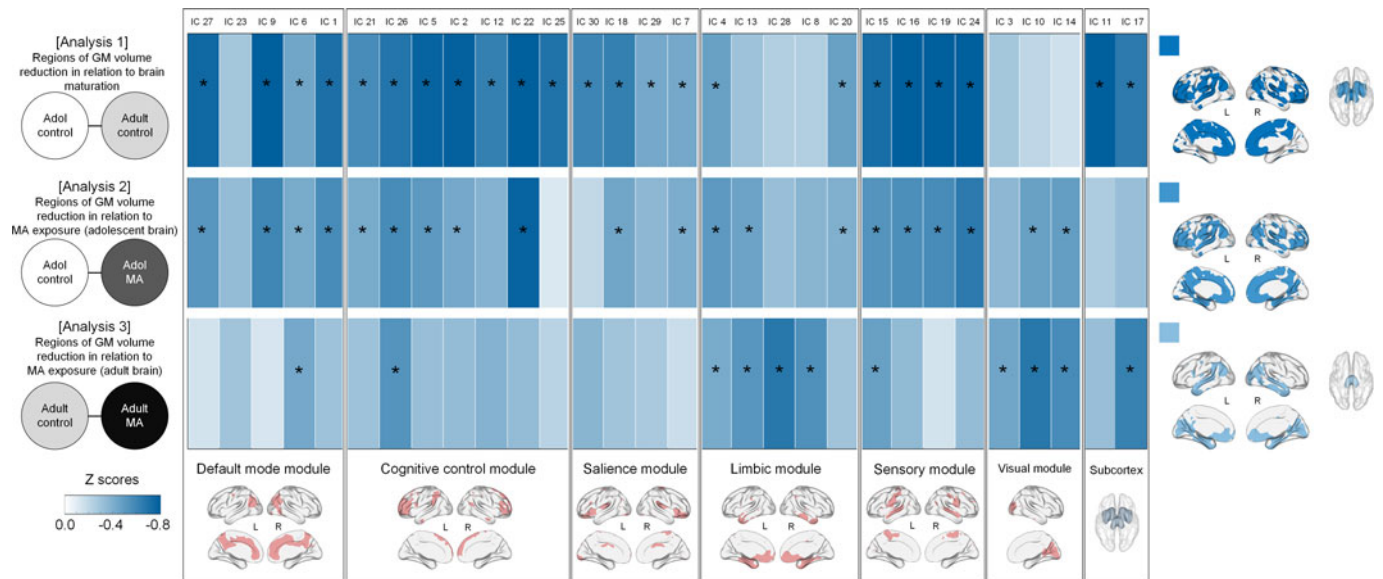 IC 27 IC 23 IC 9 IC 6 IC 1 IC 21 IC 26 IC 5 IC 2 IC 12 IC 22 IC 25 IC 30 IC 18 IC 29 IC 7 IC 4 IC 13 IC 28 IC 8 IC 20 IC 15 IC 16 IC 19 IC 24 IC 3 IC 10 IC 14 IC 11 IC 17
[Analysis 1]
Regions of GM volume
reduction in relation to brain
maturation
Adol
control
Adult
control
* * * * * * * * * * * * * * * * * * * * * * * *
L R
[Analysis 2]
Regions of GM volume
reduction in relation to
MA exposure (adolescent brain)
Adol
control
Adol
MA
* * * * * * * * * * * * * * * * * * * *
L R
[Analysis 3]
Regions of GM volume
reduction in relation to
MA exposure (adult brain)
Adult
control
Adult
MA
* * * * * * * * * * *
L R
Z scores
0.0 -0.4 -0.8
Default mode module
L R
Cognitive control module
L R
Salience module
L R
Limbic module
L R
Sensory module
L R
Visual module
L R
Subcortex